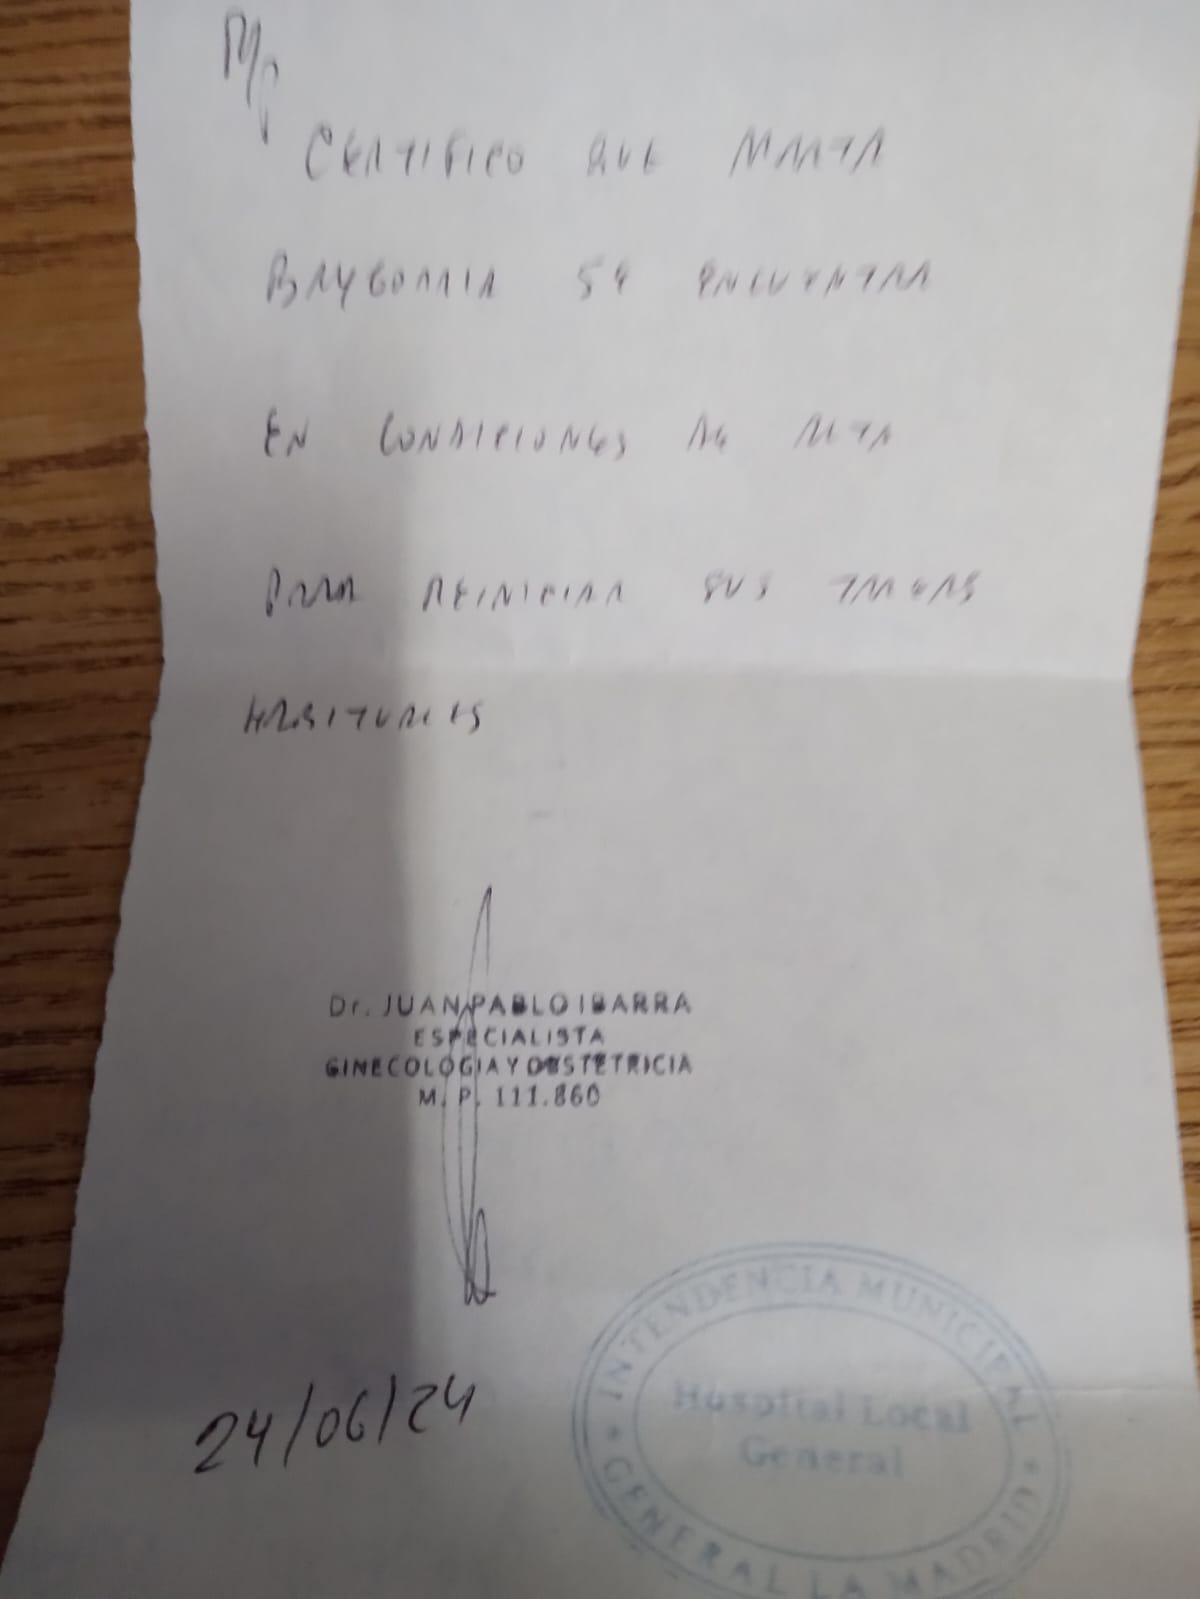 R/p
CERTIFICO QUE MARTA
BAYGORRIA SE ENCUENTRA
EN CONDICIONES DE ALTA
PARA REINICIAR SUS TAREAS
HABITUALES
Dr. JUAN PABLO IBARRA
ESPECIALISTA
GINECOLOGIA Y OBSTETRICIA
M. P. 111.860
24/06/24
INTENDENCIA MUNICIPAL
Hospital Local
General
GENERAL LA MADRID